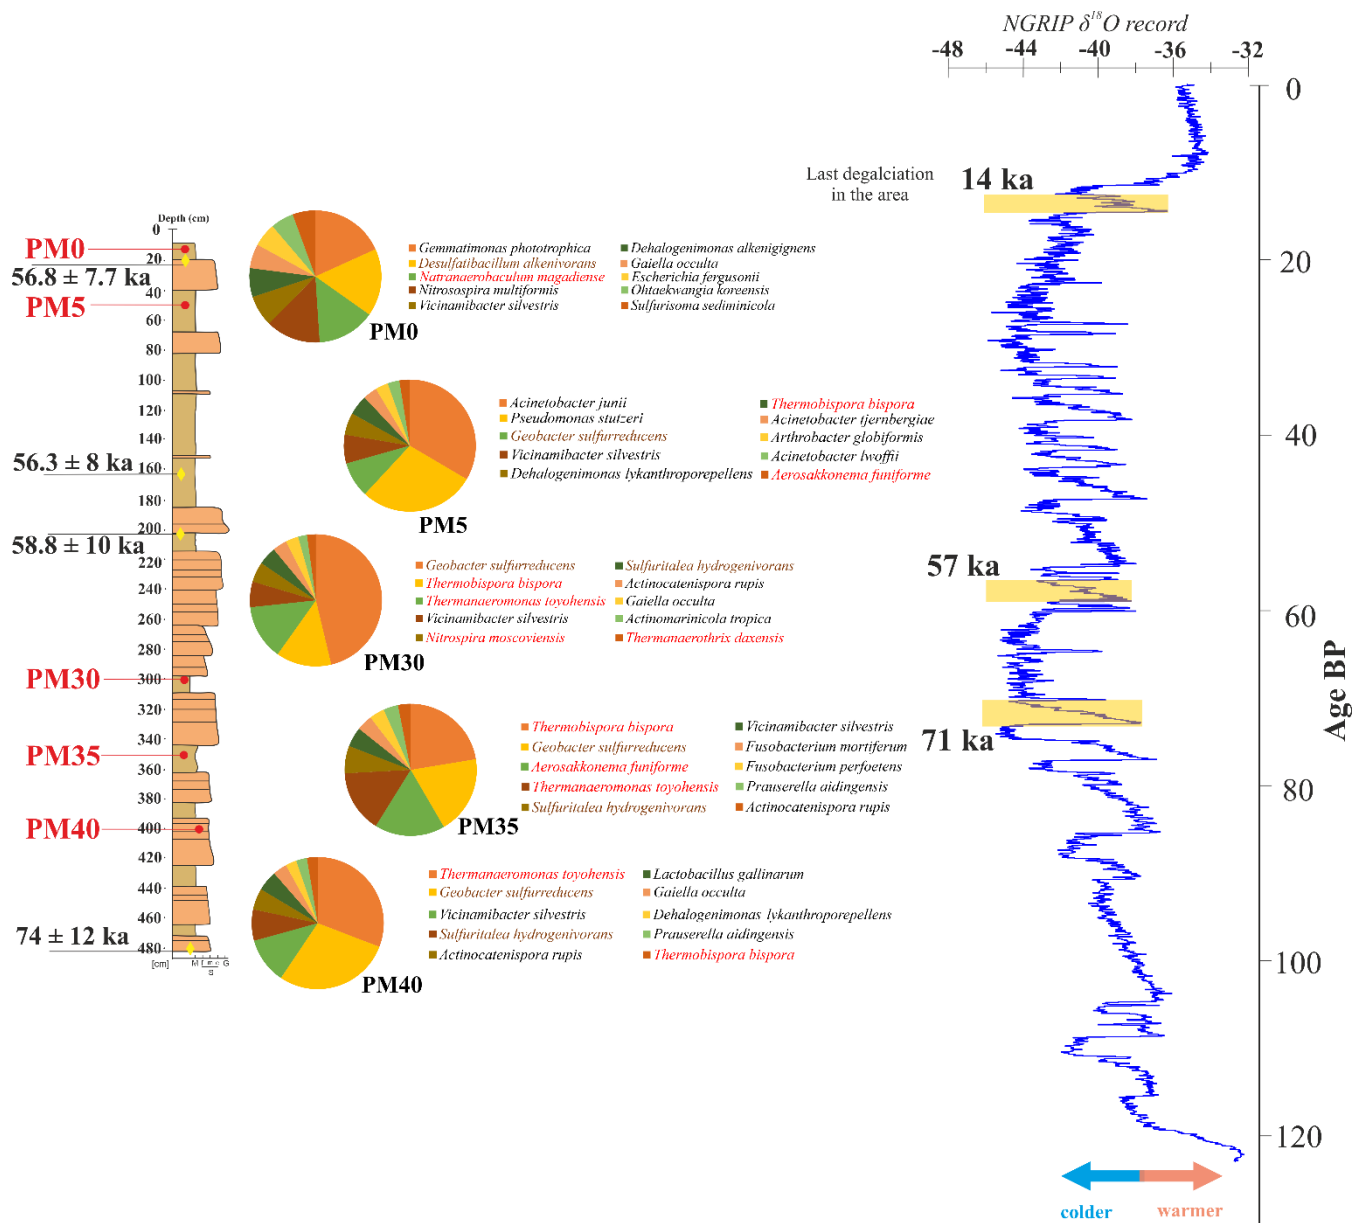 NGRIP δ18O record
-48 -44 -40 -36 -32
Last degalciation
in the area
14 ka
57 ka
71 ka
0
20
40
60
80
100
120
Age BP
colder warmer
Depth (cm)
0
20
40
60
80
100
120
140
160
180
200
220
240
260
280
300
320
340
360
380
400
420
440
460
480
[cm]
M f m c G
S
PM0
56.8 ± 7.7 ka
PM5
56.3 ± 8 ka
58.8 ± 10 ka
PM30
PM35
PM40
74 ± 12 ka
Gemmatimonas phototrophica
Desulfatibacillum alkenivorans
Natranaerobaculum magadiense
Nitrosospira multiformis
Vicinamibacter silvestris
Dehalogenimonas alkenigignens
Gaiella occulta
Escherichia fergusonii
Ohtaekwangia koreensis
Sulfurisoma sediminicola
PM0
Acinetobacter junii
Pseudomonas stutzeri
Geobacter sulfurreducens
Vicinamibacter silvestris
Dehalogenimonas lykanthroporepellens
Thermobispora bispora
Acinetobacter tjernbergiae
Arthrobacter globiformis
Acinetobacter lwoffii
Aerosakkonema funiforme
PM5
Geobacter sulfurreducens
Thermobispora bispora
Thermanaeromonas toyohensis
Vicinamibacter silvestris
Nitrospira moscoviensis
Sulfuritalea hydrogenivorans
Actinocatenispora rupis
Gaiella occulta
Actinomarinicola tropica
Thermanaerothrix daxensis
PM30
Thermobispora bispora
Geobacter sulfurreducens
Aerosakkonema funiforme
Thermanaeromonas toyohensis
Sulfuritalea hydrogenivorans
Vicinamibacter silvestris
Fusobacterium mortiferum
Fusobacterium perfoetens
Prauserella aidingensis
Actinocatenispora rupis
PM35
Thermanaeromonas toyohensis
Geobacter sulfurreducens
Vicinamibacter silvestris
Sulfuritalea hydrogenivorans
Actinocatenispora rupis
Lactobacillus gallinarum
Gaiella occulta
Dehalogenimonas lykanthroporepellens
Prauserella aidingensis
Thermobispora bispora
PM40